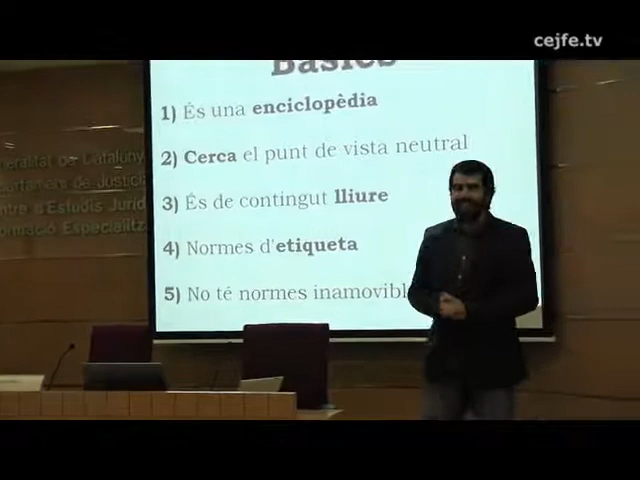 cejfe.tv
Bàsics
1) És una enciclopèdia
2) Cerca el punt de vista neutral
3) És de contingut lliure
4) Normes d'etiqueta
5) No té normes inamovibl
Generalitat de Catalunya
Departament de Justícia
Centre d'Estudis Jurídics
Formació Especialitz